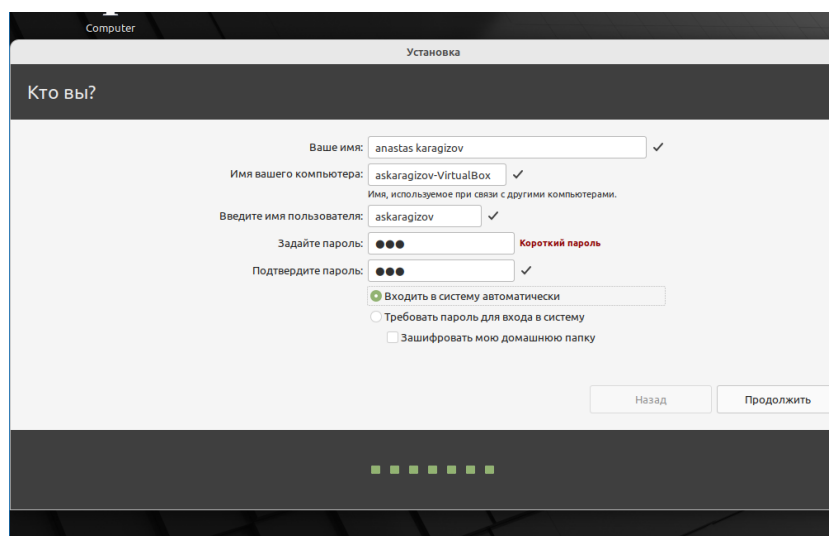 Computer
Установка
Кто вы?
Ваше имя: anastas karagizov
Имя вашего компьютера: askaragizov-VirtualBox
Имя, используемое при связи с другими компьютерами.
Введите имя пользователя: askaragizov
Задайте пароль: ●●● Короткий пароль
Подтвердите пароль: ●●●
Входить в систему автоматически
Требовать пароль для входа в систему
Зашифровать мою домашнюю папку
Назад Продолжить